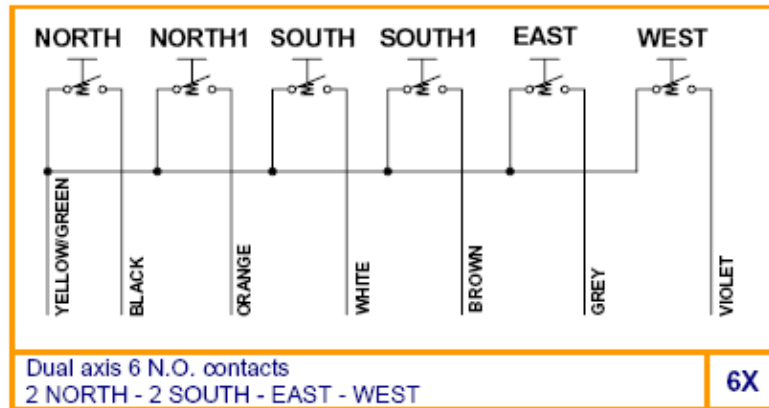 NORTH NORTH1 SOUTH SOUTH1 EAST WEST
YELLOW/GREEN
BLACK
ORANGE
WHITE
BROWN
GREY
VIOLET
Dual axis 6 N.O. contacts
2 NORTH - 2 SOUTH - EAST - WEST
6X